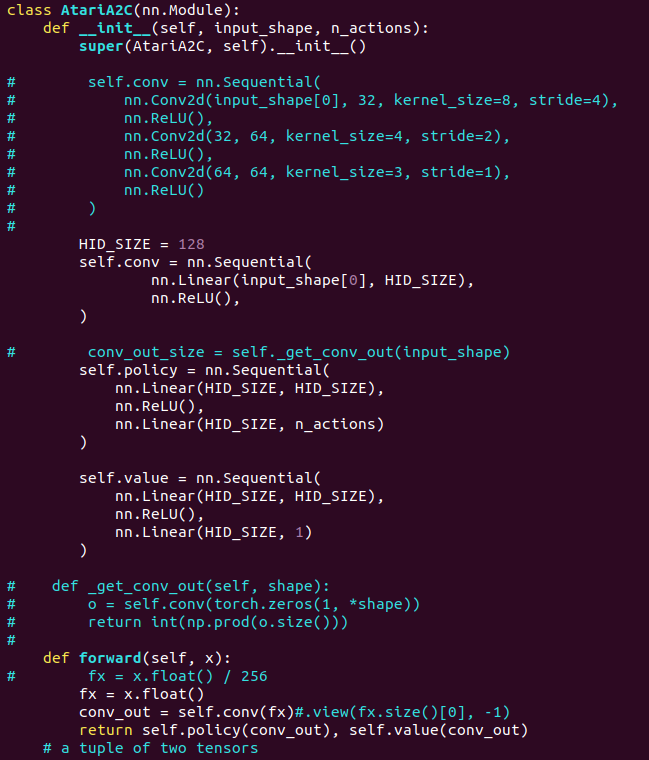 class AtariA2C(nn.Module):
    def __init__(self, input_shape, n_actions):
        super(AtariA2C, self).__init__()

#        self.conv = nn.Sequential(
#            nn.Conv2d(input_shape[0], 32, kernel_size=8, stride=4),
#            nn.ReLU(),
#            nn.Conv2d(32, 64, kernel_size=4, stride=2),
#            nn.ReLU(),
#            nn.Conv2d(64, 64, kernel_size=3, stride=1),
#            nn.ReLU()
#        )
#
        HID_SIZE = 128
        self.conv = nn.Sequential(
                nn.Linear(input_shape[0], HID_SIZE),
                nn.ReLU(),
        )

#        conv_out_size = self._get_conv_out(input_shape)
        self.policy = nn.Sequential(
            nn.Linear(HID_SIZE, HID_SIZE),
            nn.ReLU(),
            nn.Linear(HID_SIZE, n_actions)
        )

        self.value = nn.Sequential(
            nn.Linear(HID_SIZE, HID_SIZE),
            nn.ReLU(),
            nn.Linear(HID_SIZE, 1)
        )

#    def _get_conv_out(self, shape):
#        o = self.conv(torch.zeros(1, *shape))
#        return int(np.prod(o.size()))
#
    def forward(self, x):
#        fx = x.float() / 256
        fx = x.float()
        conv_out = self.conv(fx)#.view(fx.size()[0], -1)
        return self.policy(conv_out), self.value(conv_out)
    # a tuple of two tensors